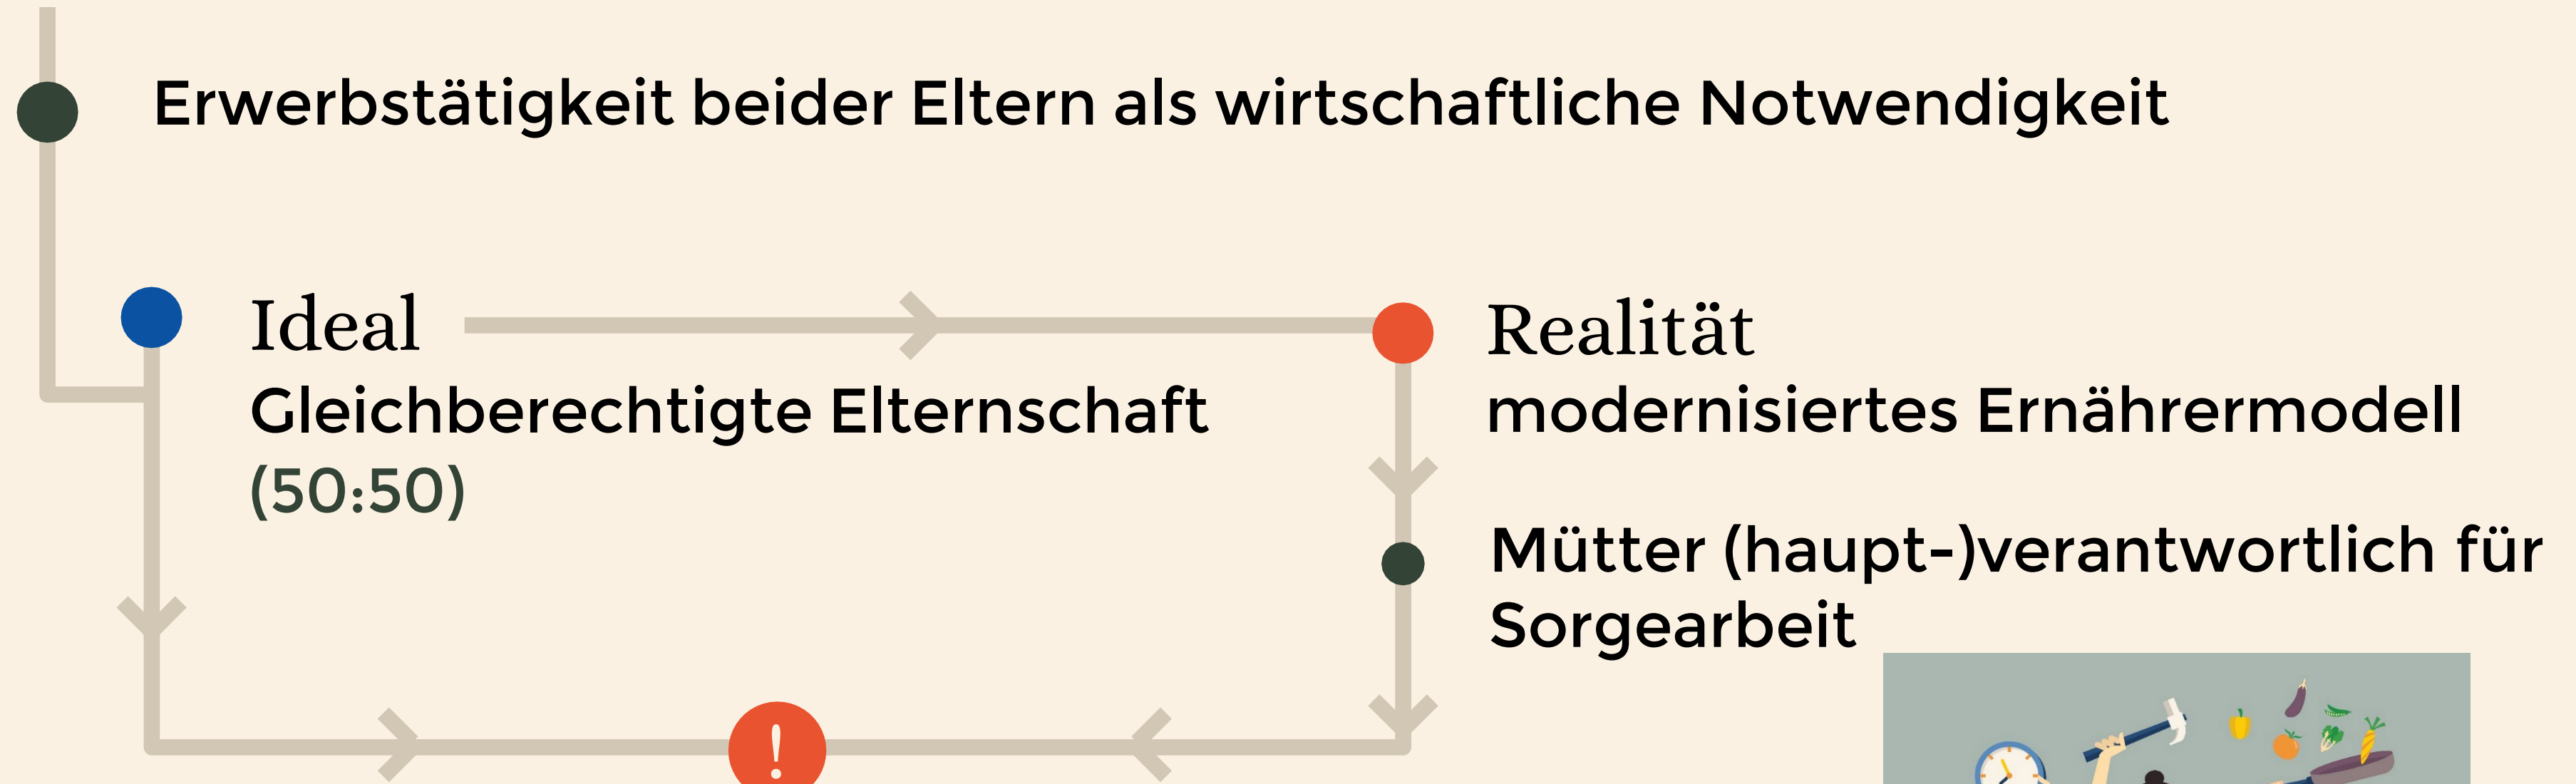 Erwerbstätigkeit beider Eltern als wirtschaftliche Notwendigkeit
Ideal
Gleichberechtigte Elternschaft
(50:50)
Realität
modernisiertes Ernährermodell
Mütter (haupt-)verantwortlich für
Sorgearbeit
!